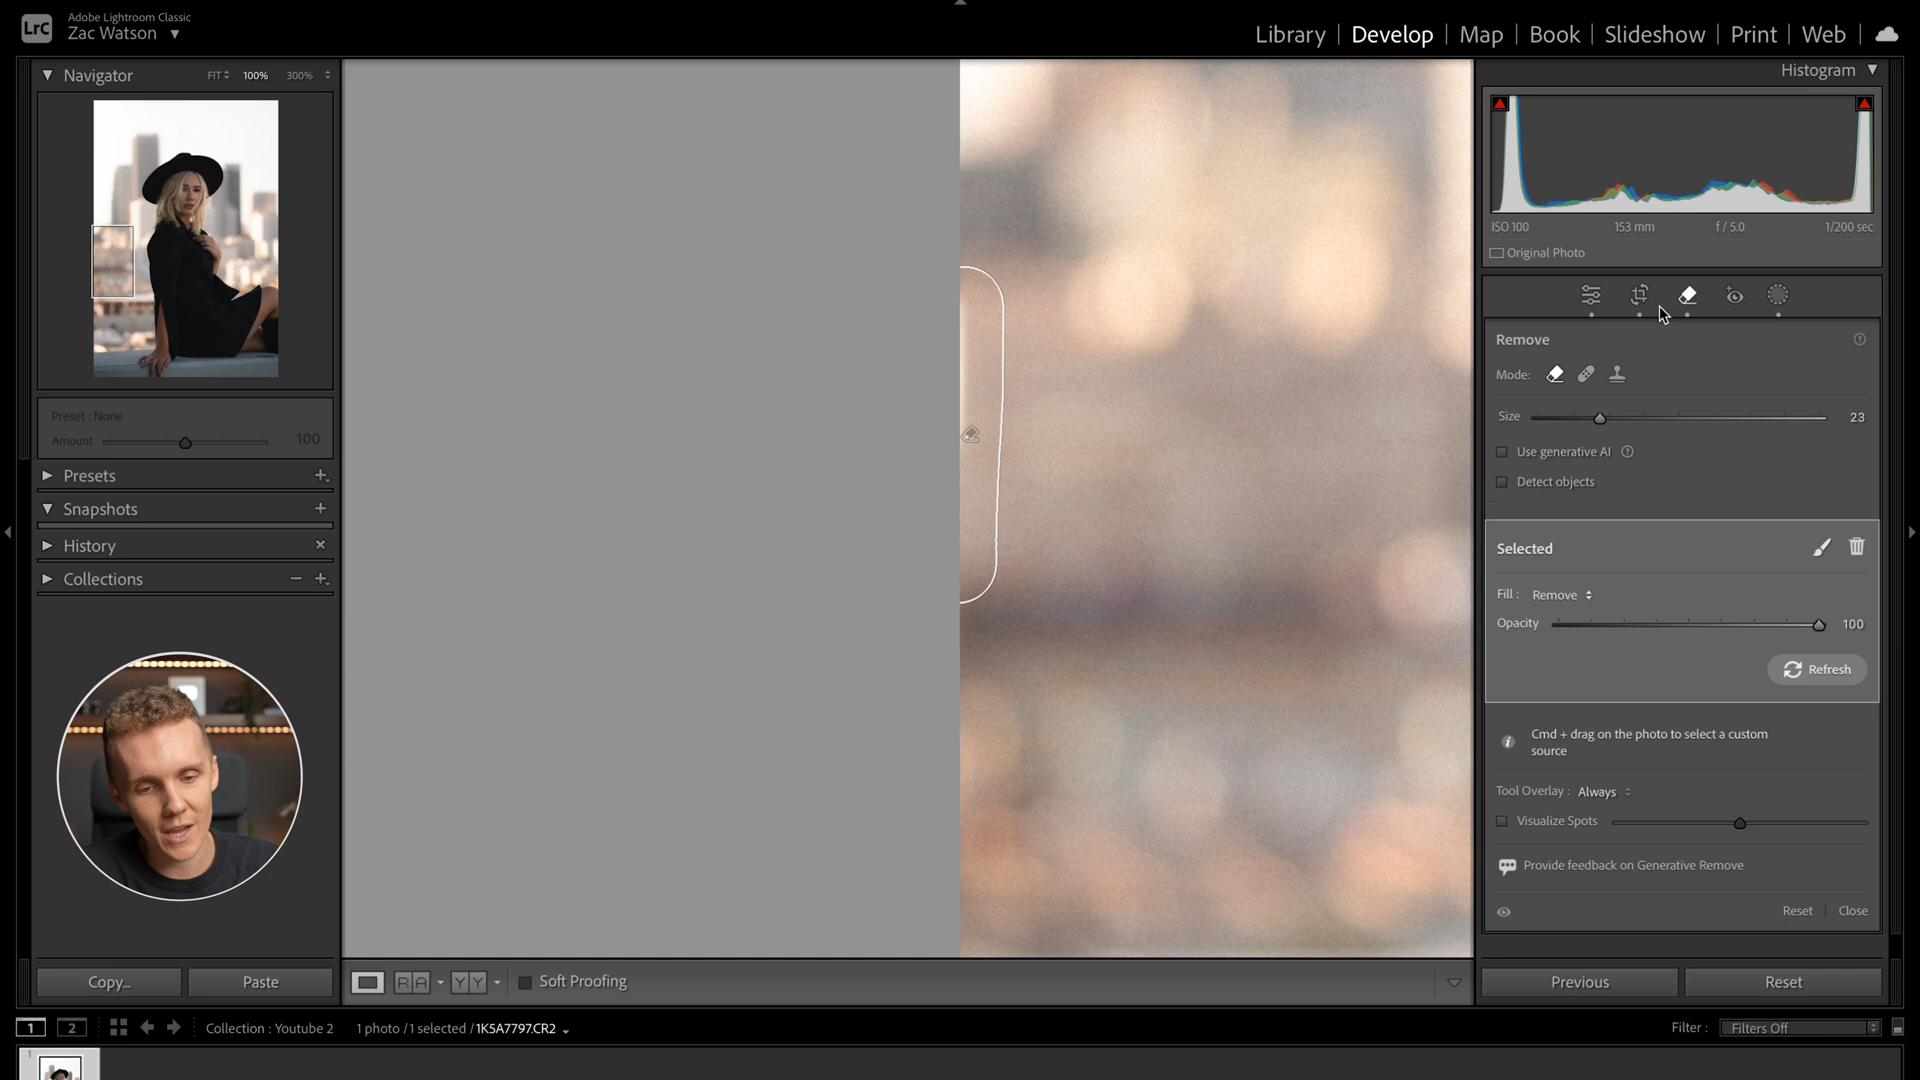 LrC
Adobe Lightroom Classic
Zac Watson
Library | Develop | Map | Book | Slideshow | Print | Web
Navigator FIT 100% 300%
Preset : None
Amount 100
Presets
Snapshots
History
Collections
Copy... Paste
R A Y Y Soft Proofing
Histogram
ISO 100 153 mm f / 5.0 1/200 sec
Original Photo
Remove
Mode:
Size 23
Use generative AI
Detect objects
Selected
Fill : Remove
Opacity 100
Refresh
Cmd + drag on the photo to select a custom
source
Tool Overlay : Always
Visualize Spots
Provide feedback on Generative Remove
Reset | Close
Previous Reset
1 2 Collection : Youtube 2 1 photo / 1 selected / 1K5A7797.CR2 Filter : Filters Off
1